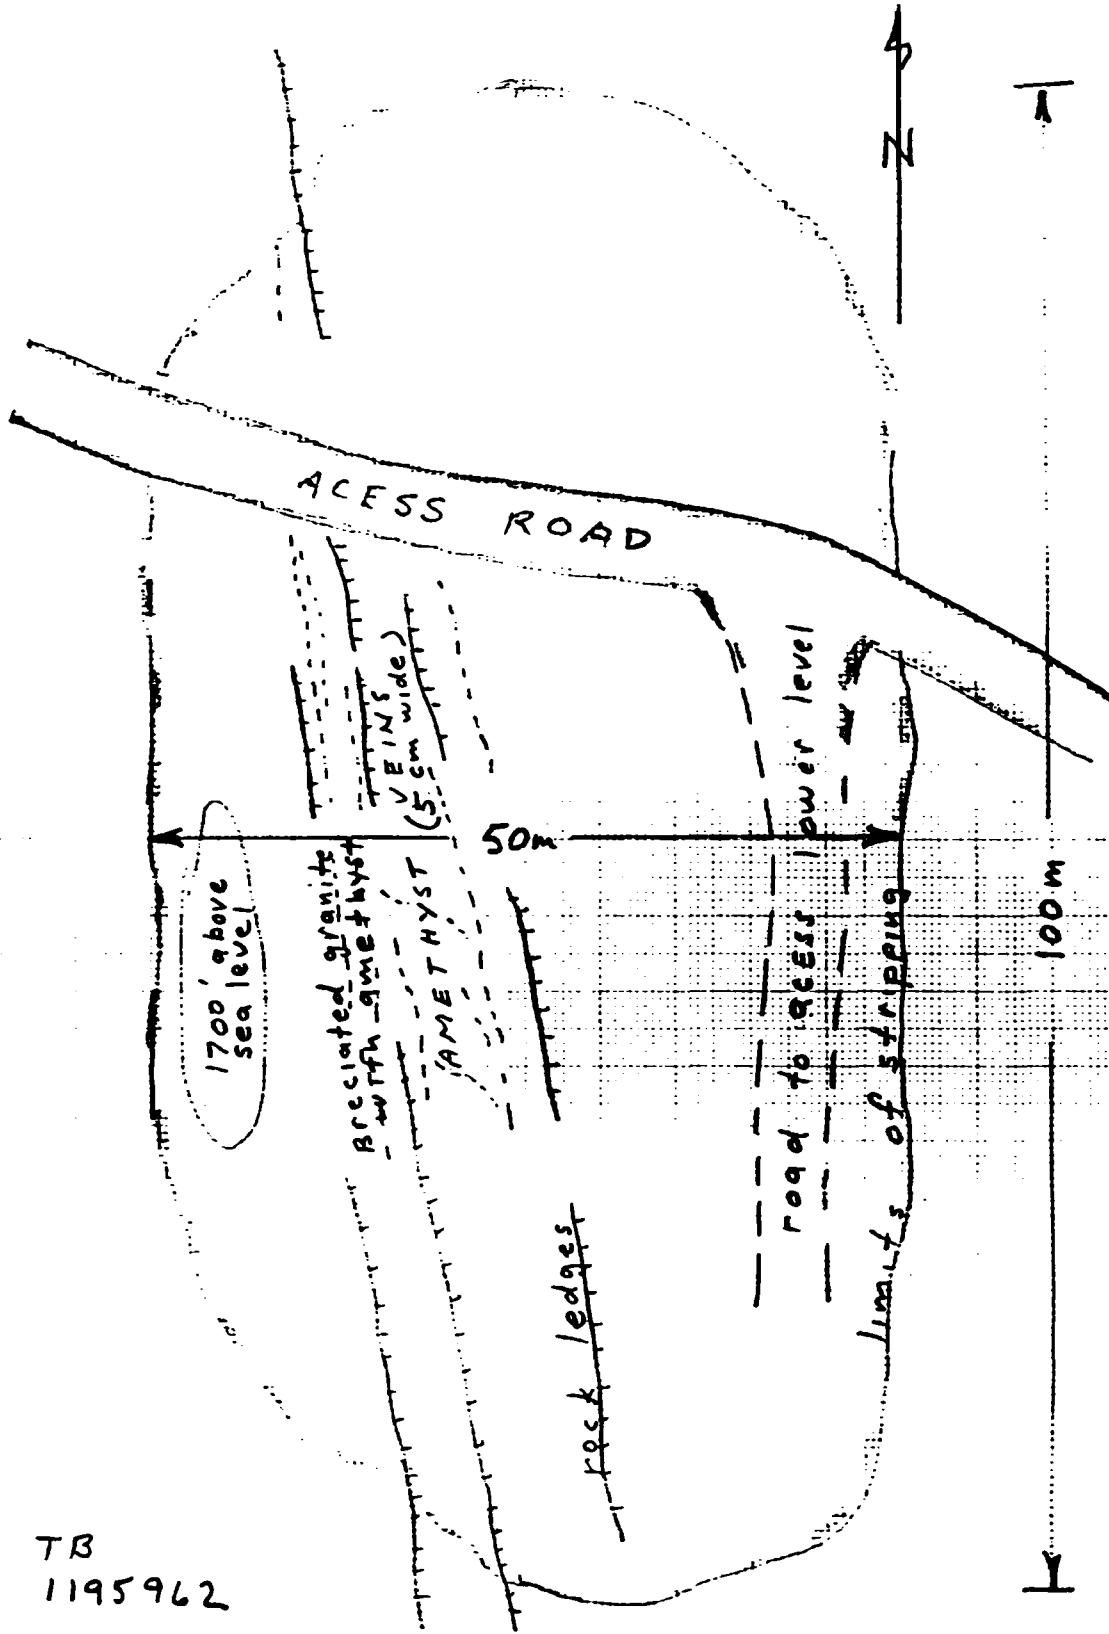 N
ACESS ROAD
VEINS
(5 cm wide)
road to acess lower level
50m
1700' above
sea level
Breciated granite
with amethyst
AMETHYST
100m
limits of stripping
rock ledges
TB
1195962